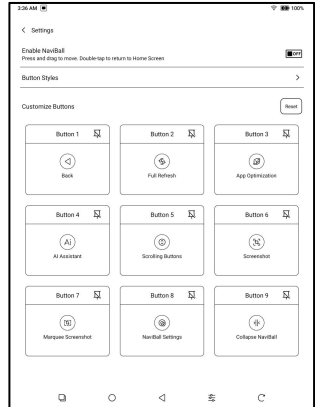 3:36 AM 100%
Settings
Enable NaviBall
Press and drag to move. Double-tap to return to Home Screen
OFF
Button Styles
Customize Buttons Reset
Button 1 Button 2 Button 3
Back Full Refresh App Optimization
Button 4 Button 5 Button 6
Ai
AI Assistant Scrolling Buttons Screenshot
Button 7 Button 8 Button 9
Marquee Screenshot NaviBall Settings Collapse NaviBall